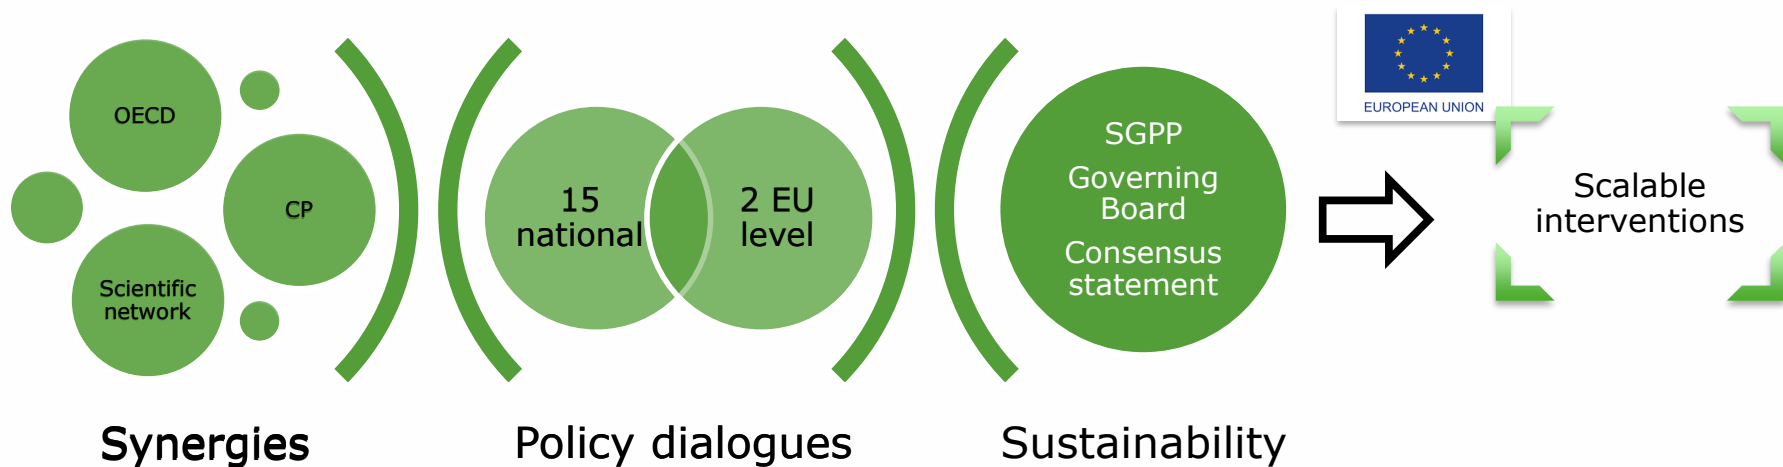 OECD
CP
Scientific
network
Synergies
15
national
2 EU
level
Policy dialogues
SGPP
Governing
Board
Consensus
statement
Sustainability
EUROPEAN UNION
Scalable
interventions